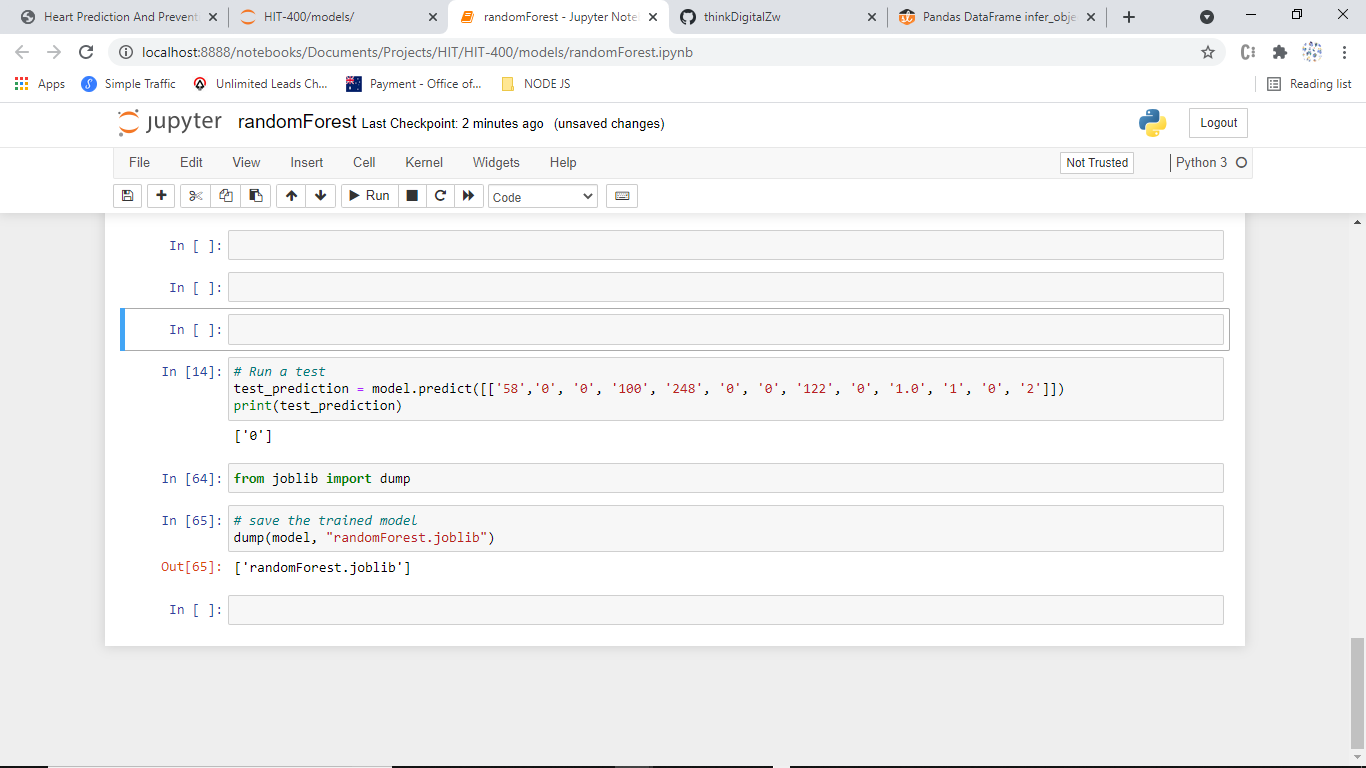 Heart Prediction And Prevent
HIT-400/models/
randomForest - Jupyter Note
thinkDigitalZw
Pandas DataFrame infer_obje
localhost:8888/notebooks/Documents/Projects/HIT/HIT-400/models/randomForest.ipynb
Apps
Simple Traffic
Unlimited Leads Ch...
Payment - Office of...
NODE JS
Reading list
jupyter randomForest Last Checkpoint: 2 minutes ago (unsaved changes)
Logout
File Edit View Insert Cell Kernel Widgets Help
Not Trusted
Python 3
Run
Code
In [ ]:
In [ ]:
In [ ]:
In [14]: # Run a test
test_prediction = model.predict([['58','0', '0', '100', '248', '0', '0', '122', '0', '1.0', '1', '0', '2']])
print(test_prediction)
['0']
In [64]: from joblib import dump
In [65]: # save the trained model
dump(model, "randomForest.joblib")
Out[65]: ['randomForest.joblib']
In [ ]: